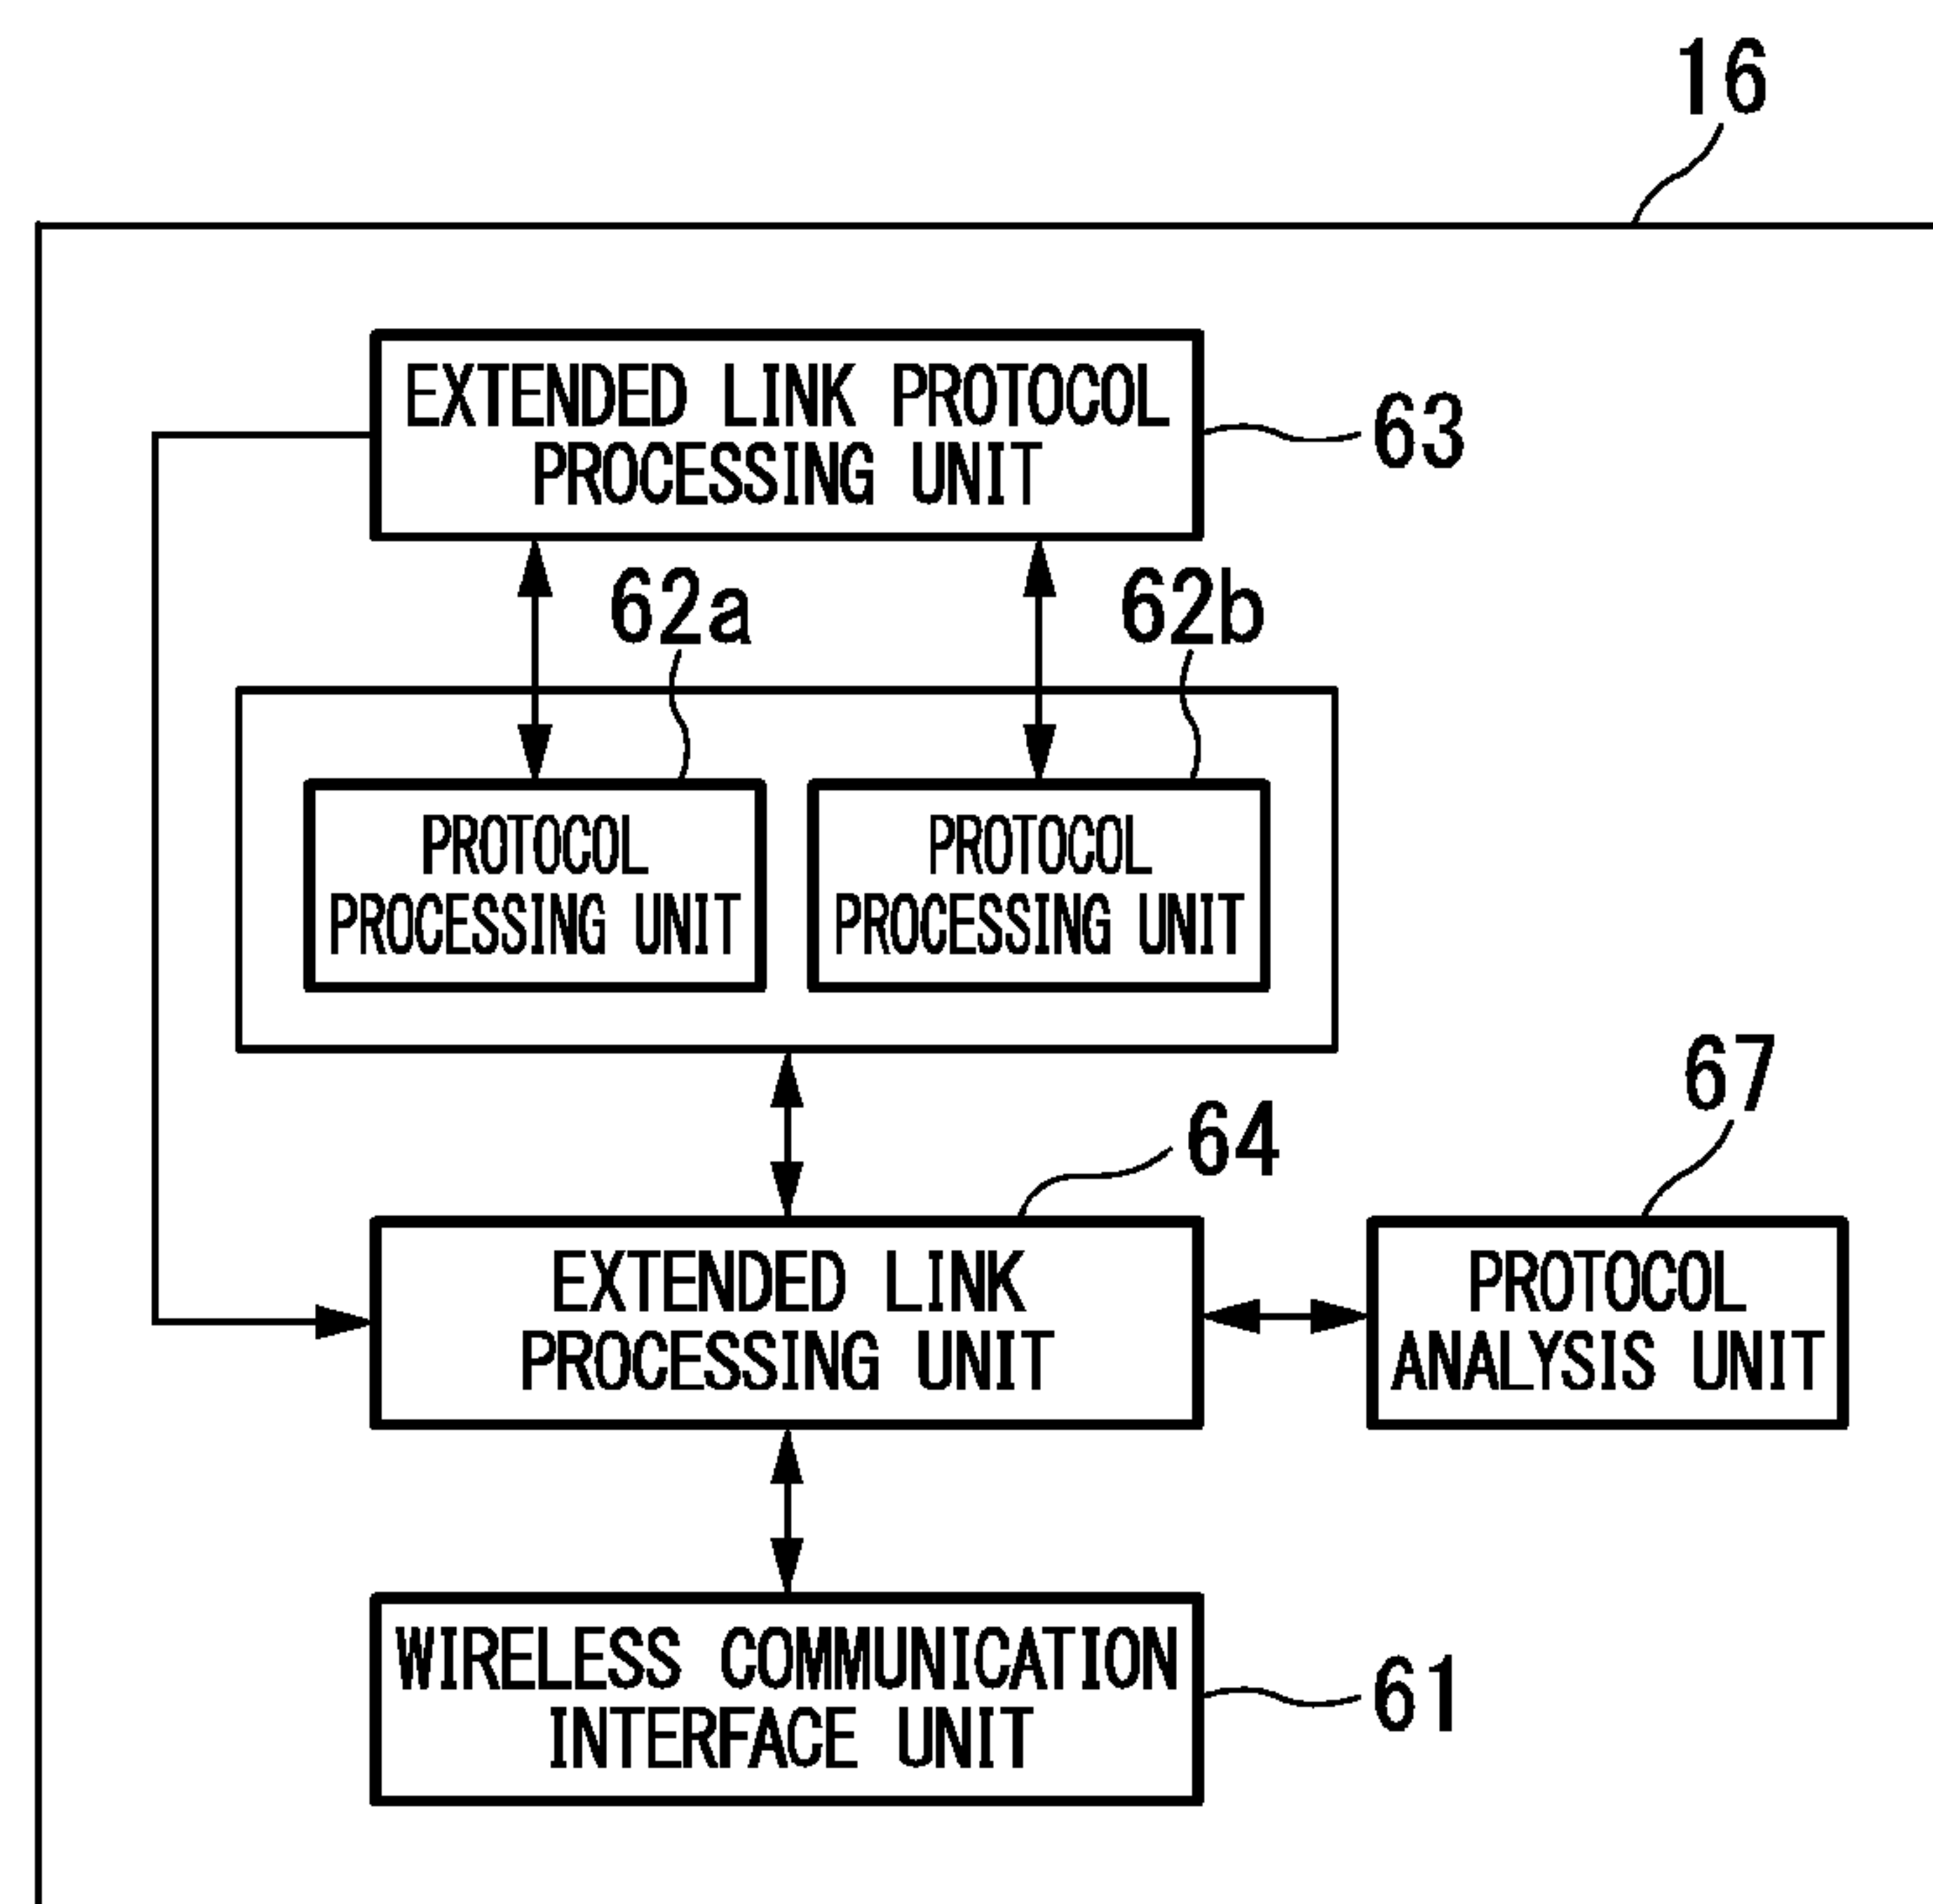 16
EXTENDED LINK PROTOCOL
PROCESSING UNIT
63
62a
62b
PROTOCOL
PROCESSING UNIT
PROTOCOL
PROCESSING UNIT
64
67
EXTENDED LINK
PROCESSING UNIT
PROTOCOL
ANALYSIS UNIT
WIRELESS COMMUNICATION
INTERFACE UNIT
61